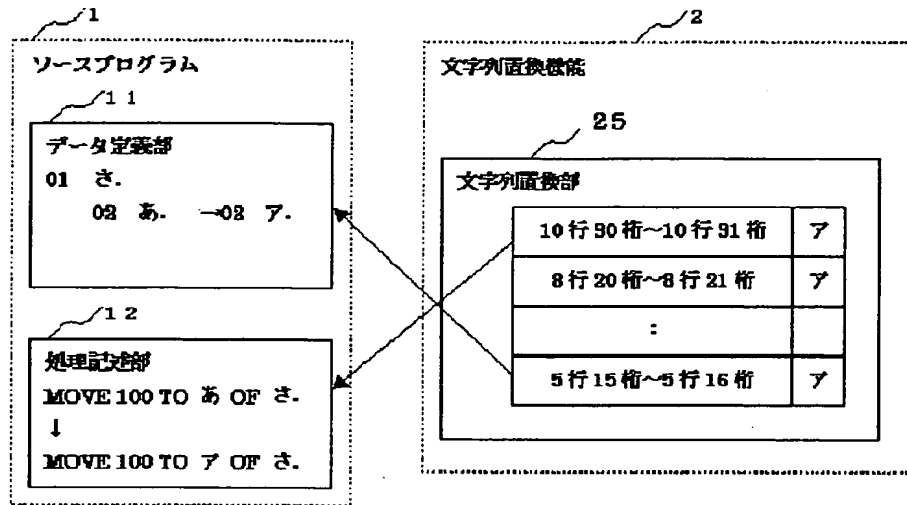 1
ソースプログラム
11
データ定義部
01 さ.
02 あ. →02 ア.
12
処理記述部
MOVE 100 TO あ OF さ.
↓
MOVE 100 TO ア OF さ.
2
文字列置換機能
25
文字列置換部
10行30桁~10行31桁 ア
8行20桁~8行21桁 ア
:
5行15桁~5行16桁 ア